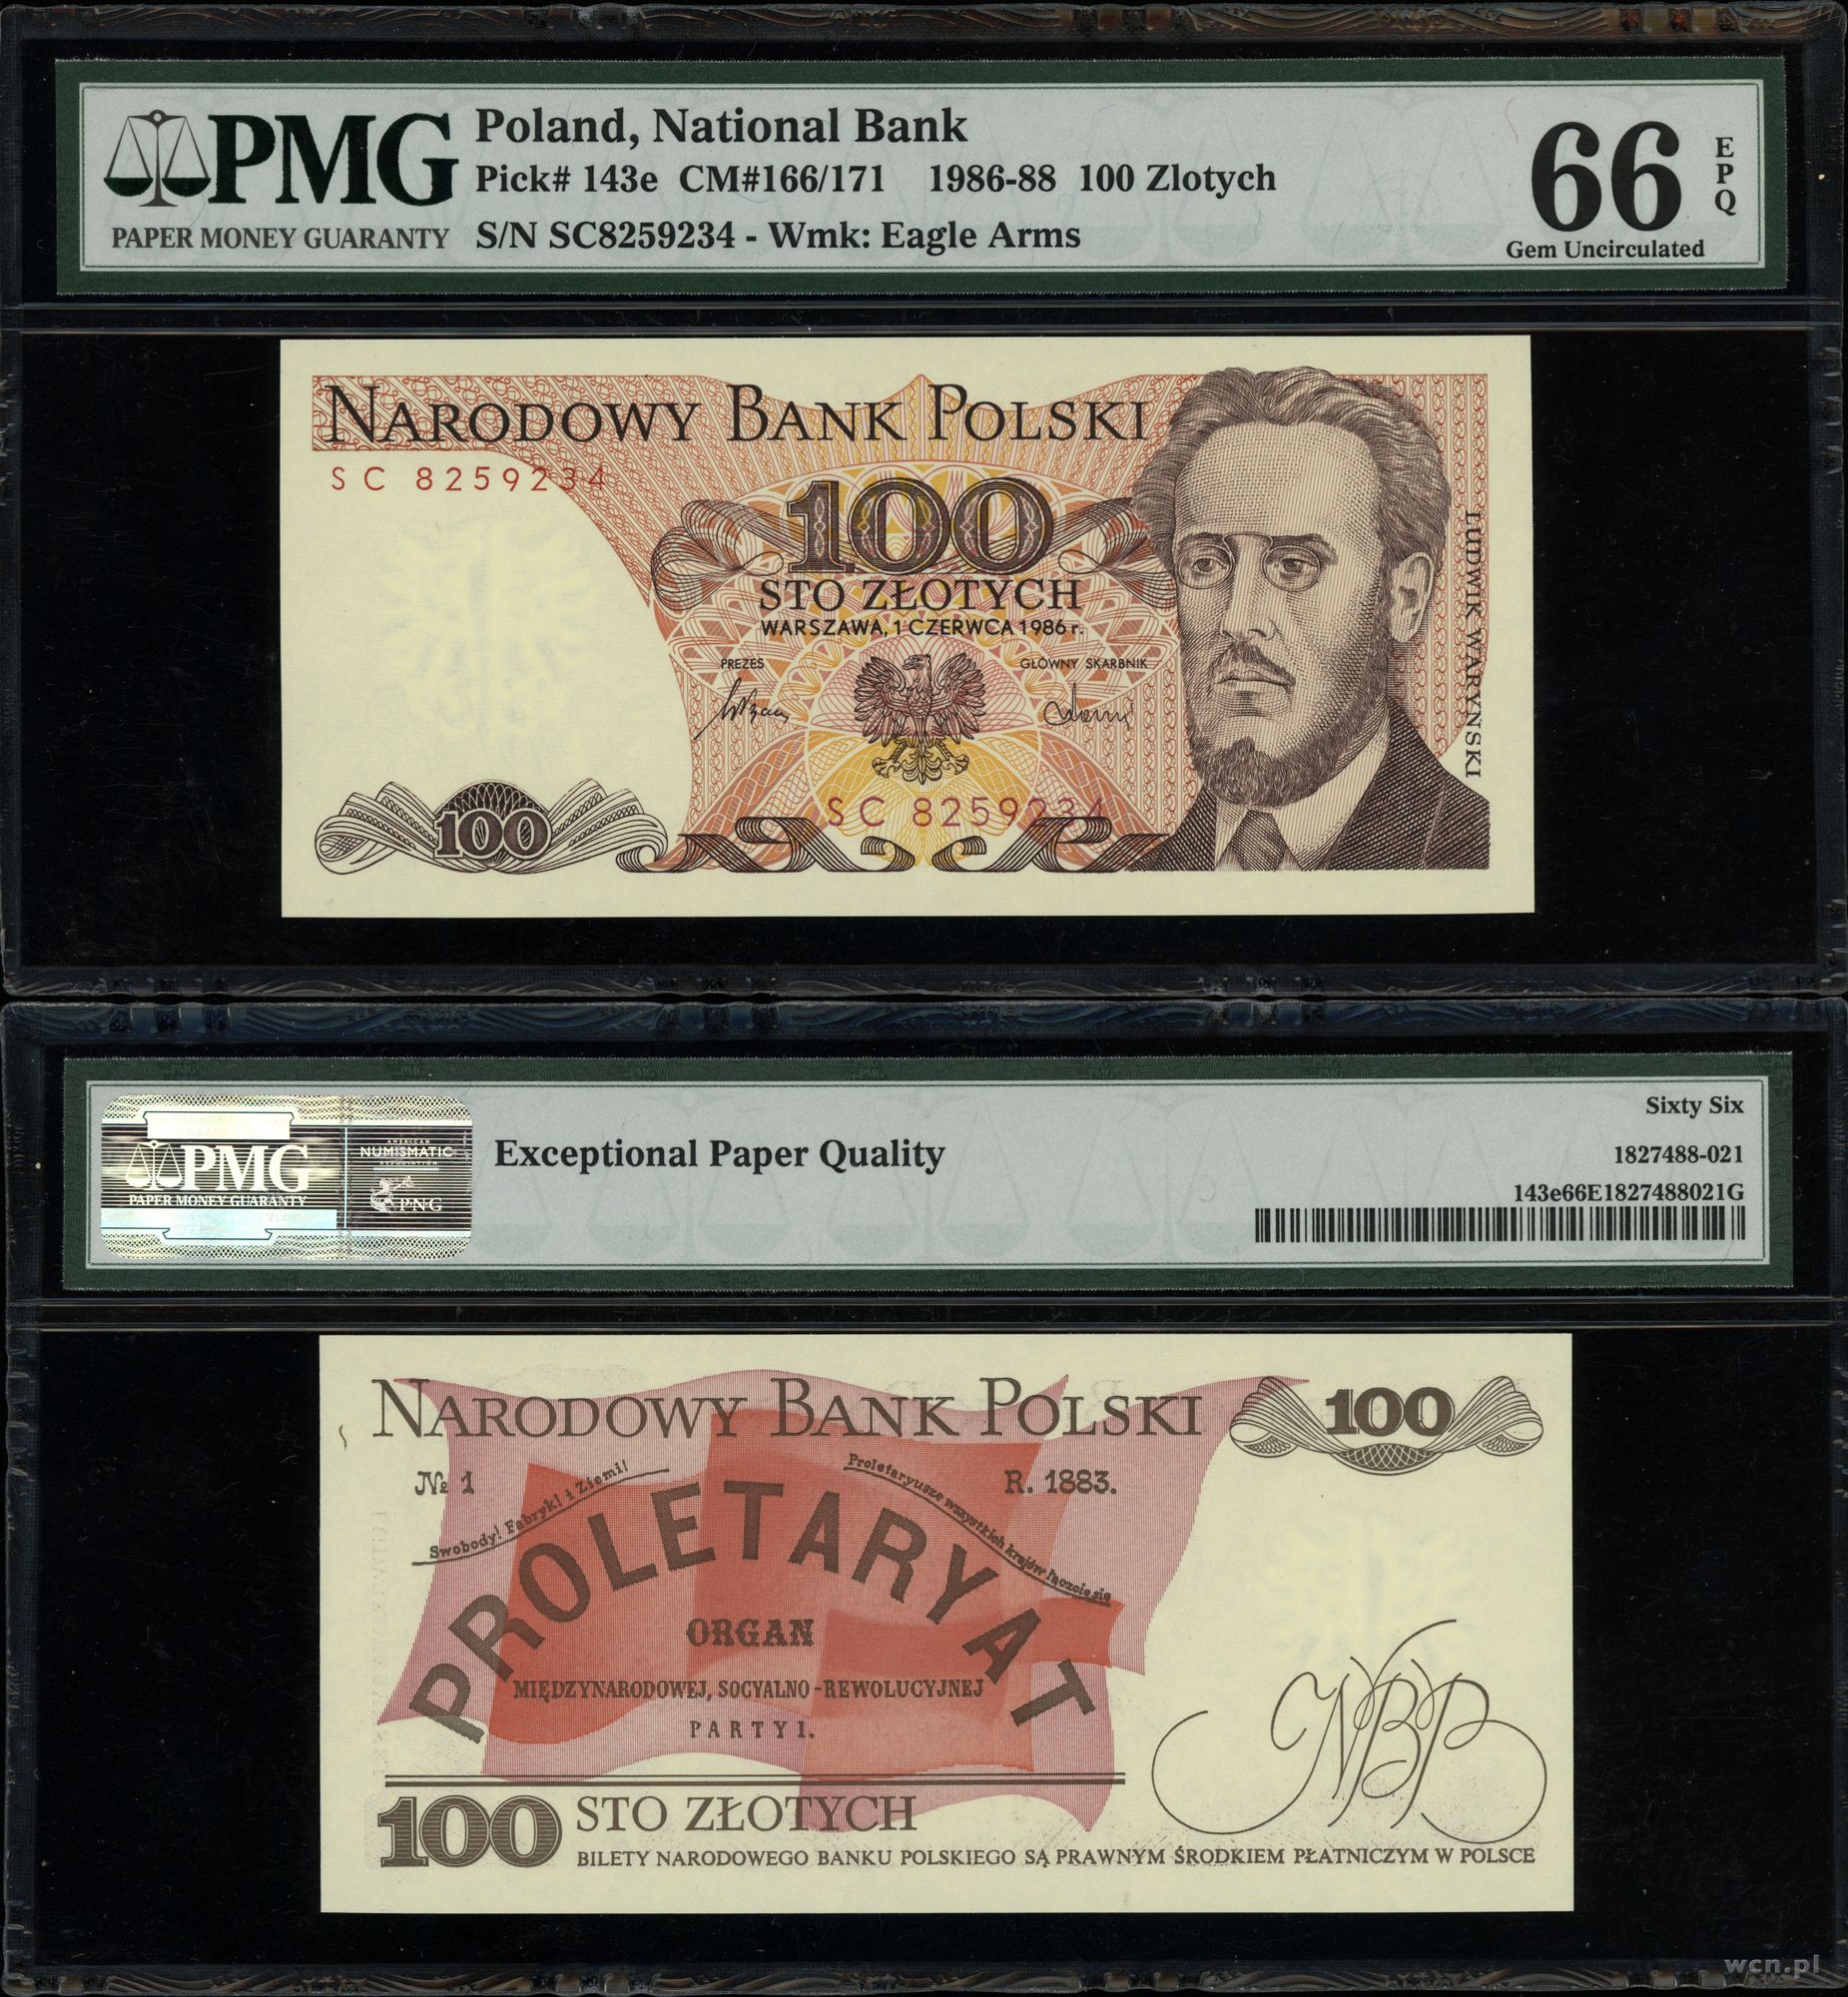 PMG
PAPER MONEY GUARANTY
Poland, National Bank
Pick# 143e CM#166/171 1986-88 100 Zlotych
S/N SC8259234 - Wmk: Eagle Arms
66
EPQ
Gem Uncirculated
NARODOWY BANK POLSKI
SC 8259234
100
STO ZŁOTYCH
WARSZAWA, 1 CZERWCA 1986 r.
PREZES
GŁÓWNY SKARBNIK
LUDWIK WARYŃSKI
SC 8259234
100
PMG
PAPER MONEY GUARANTY
AMERICAN
NUMISMATIC
ASSOCIATION
PNG
Exceptional Paper Quality
Sixty Six
1827488-021
143e66E1827488021G
NARODOWY BANK POLSKI
100
№ 1
R. 1883.
Swobody! Fabryk! i Ziemi!
Proletaryusze wszystkich krajów łączcie się
PROLETARYAT
ORGAN
MIĘDZYNARODOWEJ, SOCYALNO-REWOLUCYJNEJ
PARTYI.
NBP
100 STO ZŁOTYCH
BILETY NARODOWEGO BANKU POLSKIEGO SĄ PRAWNYM ŚRODKIEM PŁATNICZYM W POLSCE
wcn.pl